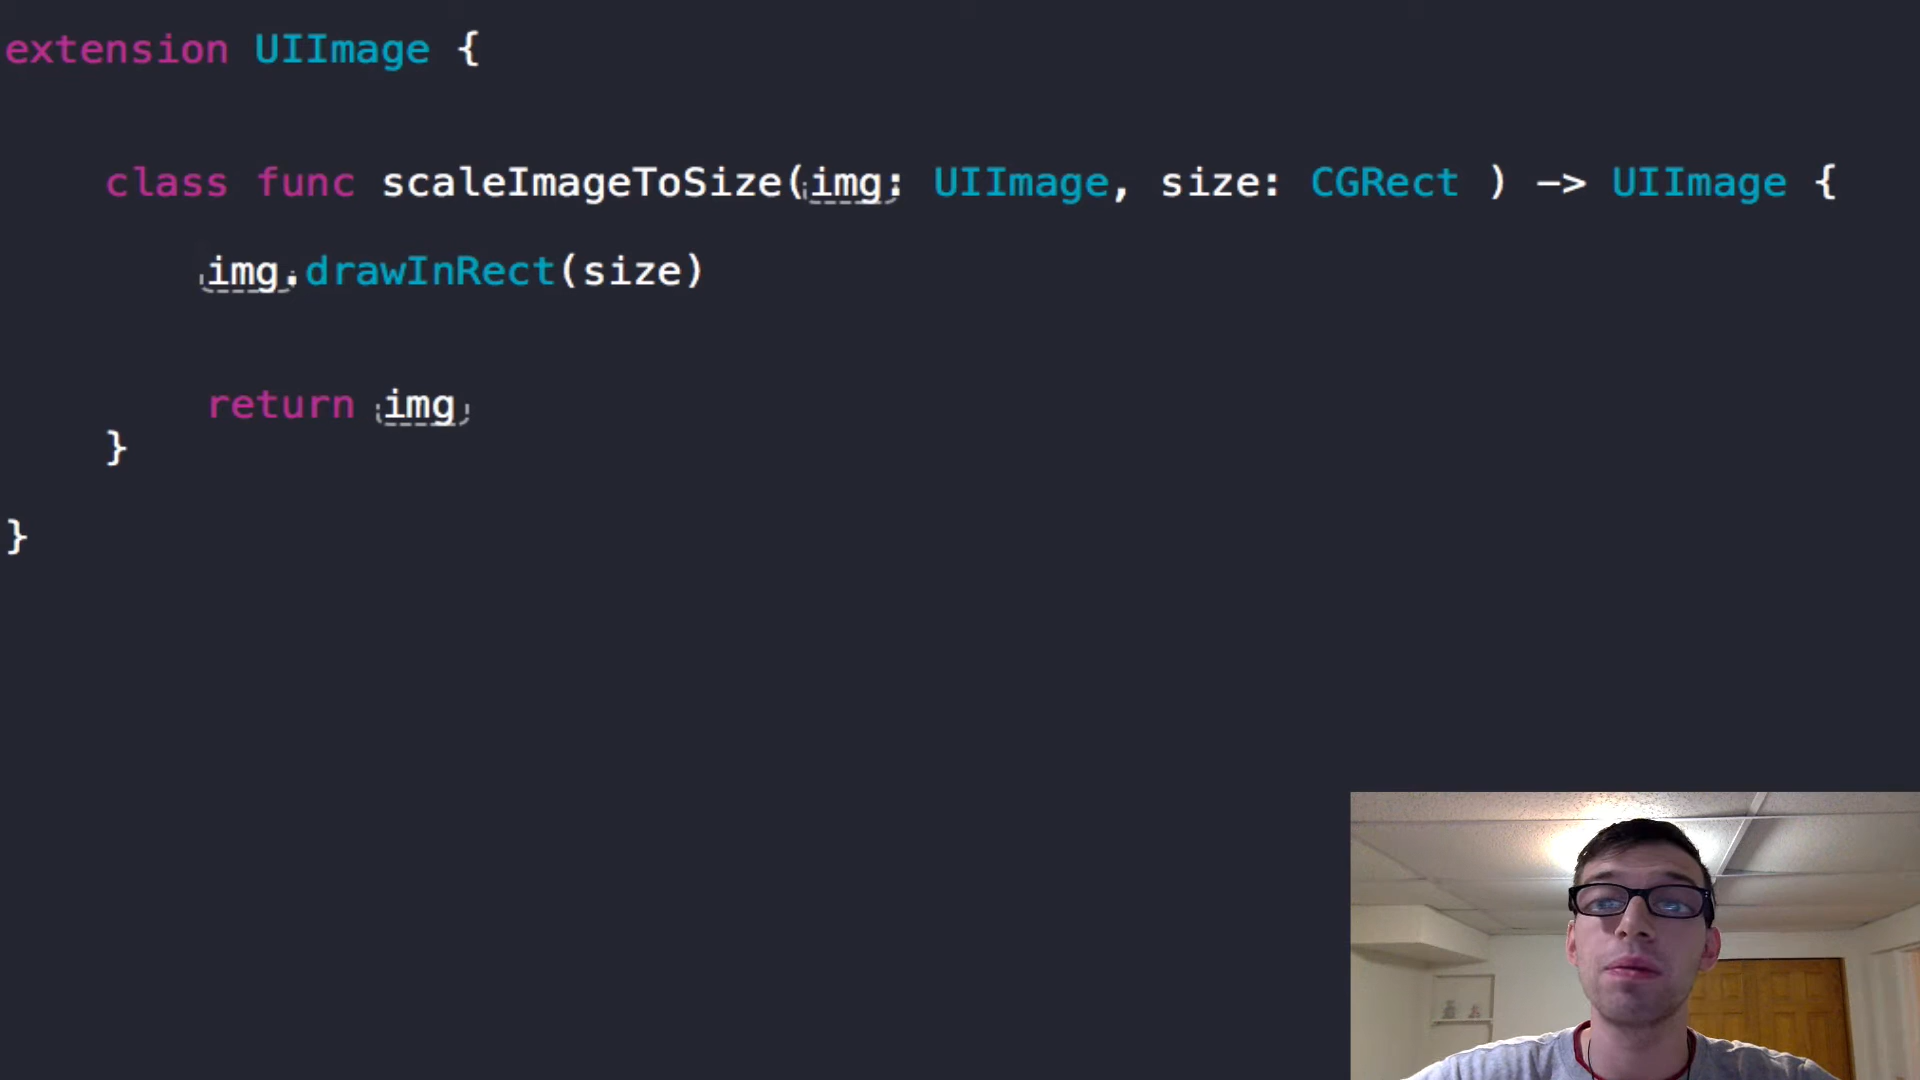 extension UIImage {
class func scaleImageToSize(img: UIImage, size: CGRect ) -> UIImage {
img.drawInRect(size)
return img
}
}